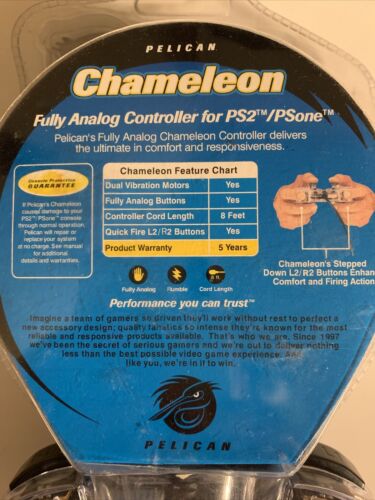 PELICAN
Chameleon
Fully Analog Controller for PS2™/PSone™
Pelican's Fully Analog Chameleon Controller delivers
the ultimate in comfort and responsiveness.
Console Protection
GUARANTEE
If Pelican's Chameleon
causes damage to your
PS2™/PSone™ console
through normal operation,
Pelican will repair or
replace your system
at no charge. See manual
for additional
details and warranties.
Chameleon Feature Chart
Dual Vibration Motors Yes
Fully Analog Buttons Yes
Controller Cord Length 8 Feet
Quick Fire L2/R2 Buttons Yes
Product Warranty 5 Years
Chameleon's Stepped
Down L2/R2 Buttons Enhan
Comfort and Firing Action
8 ft.
Fully Analog Rumble Cord Length
Performance you can trust™
Imagine a team of gamers so driven they'll work without rest to perfect a
new accessory design; quality fanatics so intense they're known for the most
reliable and responsive products available. That's who we are. Since 1997
we've been the secret of serious gamers and we're out to deliver nothing
less than the best possible video game experience. And
like you, we're in it to win.
PELICAN